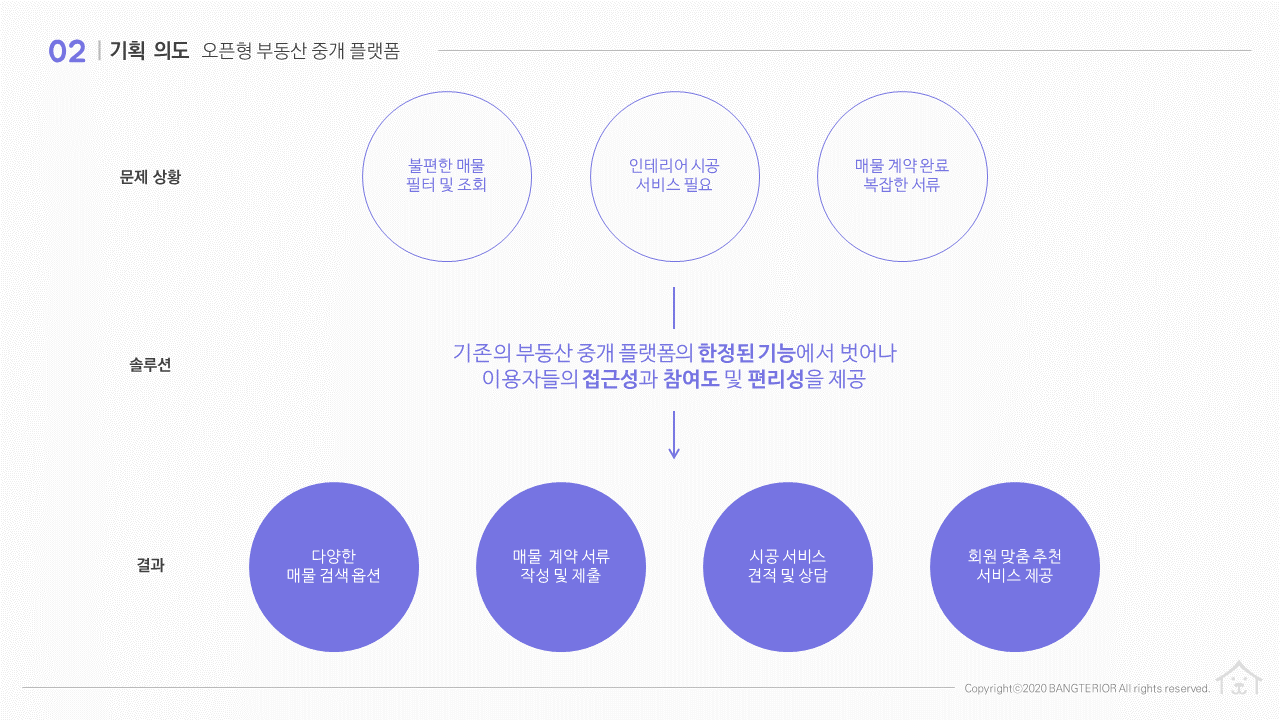 02 | 기획 의도 오픈형 부동산 중개 플랫폼
문제 상황
불편한 매물
필터 및 조회
인테리어 시공
서비스 필요
매물 계약 완료
복잡한 서류
솔루션
기존의 부동산 중개 플랫폼의 한정된 기능에서 벗어나
이용자들의 접근성과 참여도 및 편리성을 제공
결과
다양한
매물 검색 옵션
매물 계약 서류
작성 및 제출
시공 서비스
견적 및 상담
회원 맞춤 추천
서비스 제공
Copyright©2020 BANGTERIOR All rights reserved.